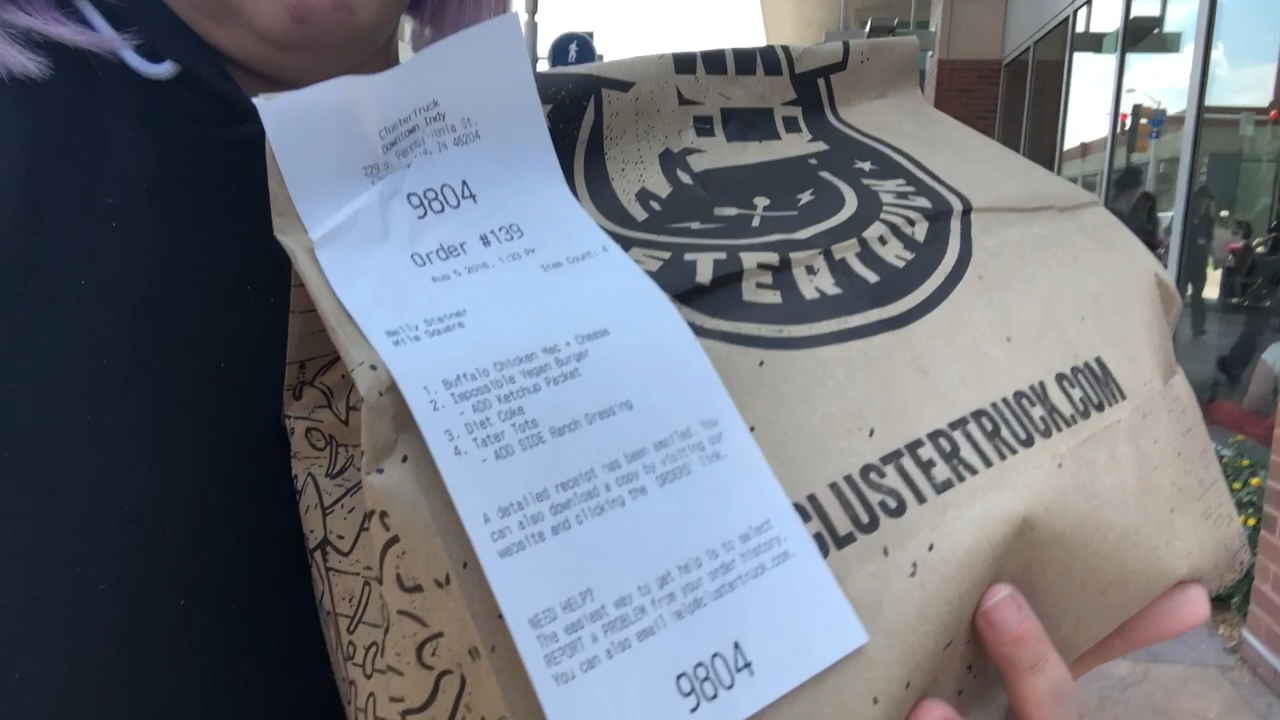 ClusterTruck
Downtown Indy
729 N. Pennsylvania St.
IN 46204
9804
Order #139
Aug 5 2018, 1:33 PM
Item Count: 4
Steiner
Mile Square
1. Buffalo Chicken Mac + Cheese
2. Impossible Vegan Burger
- ADD Ketchup Packet
3. Diet Coke
4. Tater Tots
- ADD SIDE Ranch Dressing
A detailed receipt has been emailed. You
can also download a copy by visiting our
website and clicking the 'ORDERS' link.
NEED HELP?
The easiest way to get help is to select
REPORT A PROBLEM from your order history.
You can also email help@clustertruck.com.
9804
STERTRUCK
CLUSTERTRUCK.COM